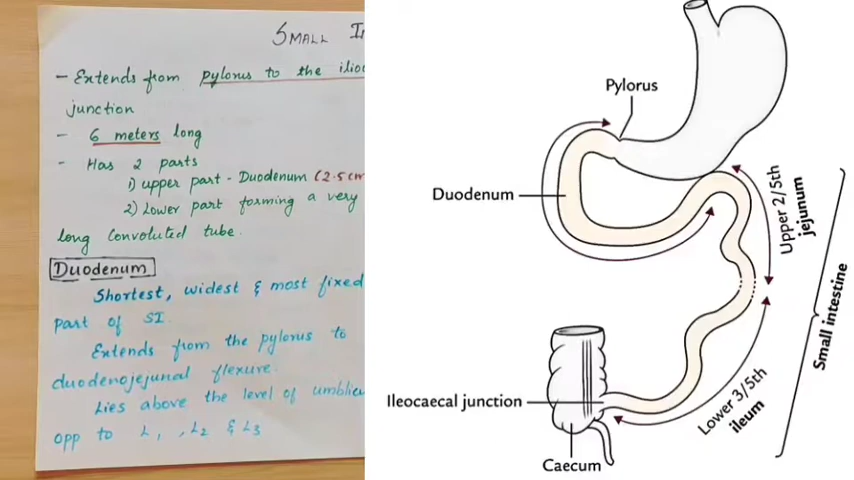 SMALL
- Extends from pylorus to the ilio
junction
- 6 meters long
- Has 2 parts
1) upper part - Duodenum (2.5cm
2) Lower part forming a very
long convoluted tube.
Duodenum
Shortest, widest & most fixed
part of SI
Extends from the pylorus to
duodenojejunal flexure.
Lies above the level of umblicu
opp to L1, L2 & L3
Pylorus
Duodenum
Upper 2/5th
jejunum
Small intestine
Ileocaecal junction
Lower 3/5th
ileum
Caecum